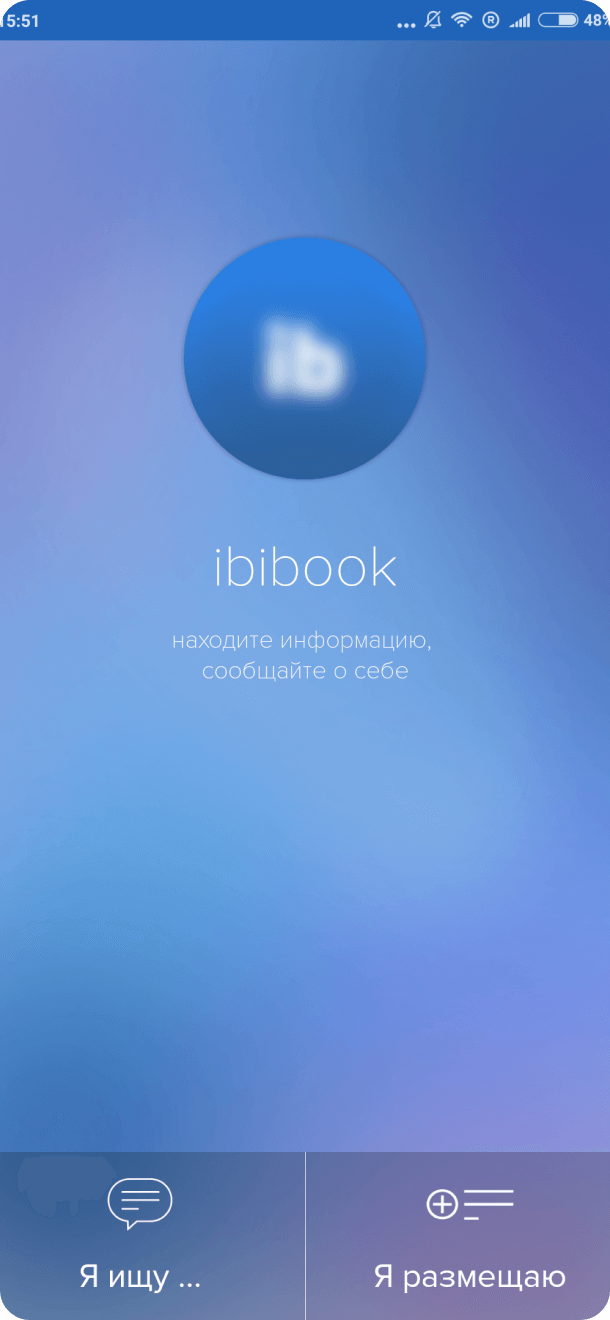 5:51
R 48%
ib
ibibook
находите информацию,
сообщайте о себе
Я ищу ...
Я размещаю